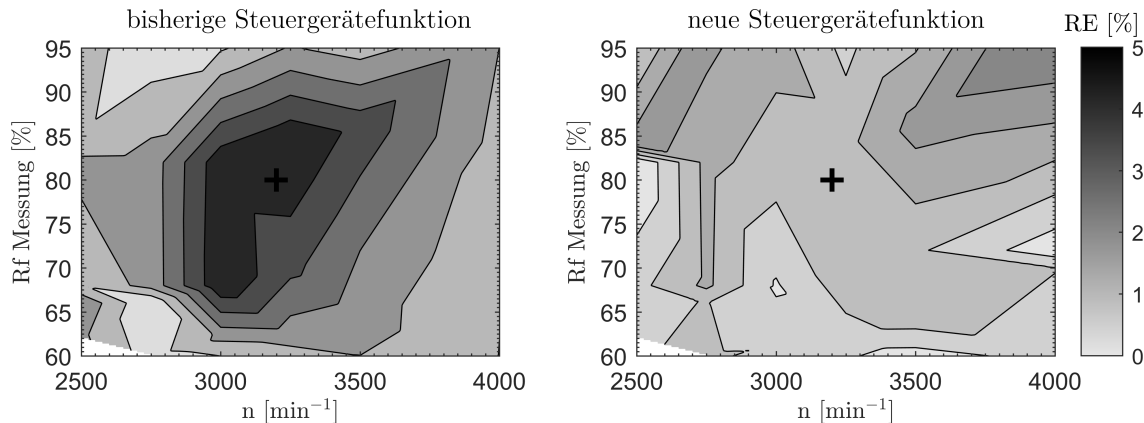 bisherige Steuergerätefunktion
neue Steuergerätefunktion
RE [%]
95
90
85
80
75
70
65
60
Rf Messung [%]
2500 3000 3500 4000
n [min⁻¹]
95
90
85
80
75
70
65
60
Rf Messung [%]
2500 3000 3500 4000
n [min⁻¹]
5
4
3
2
1
0